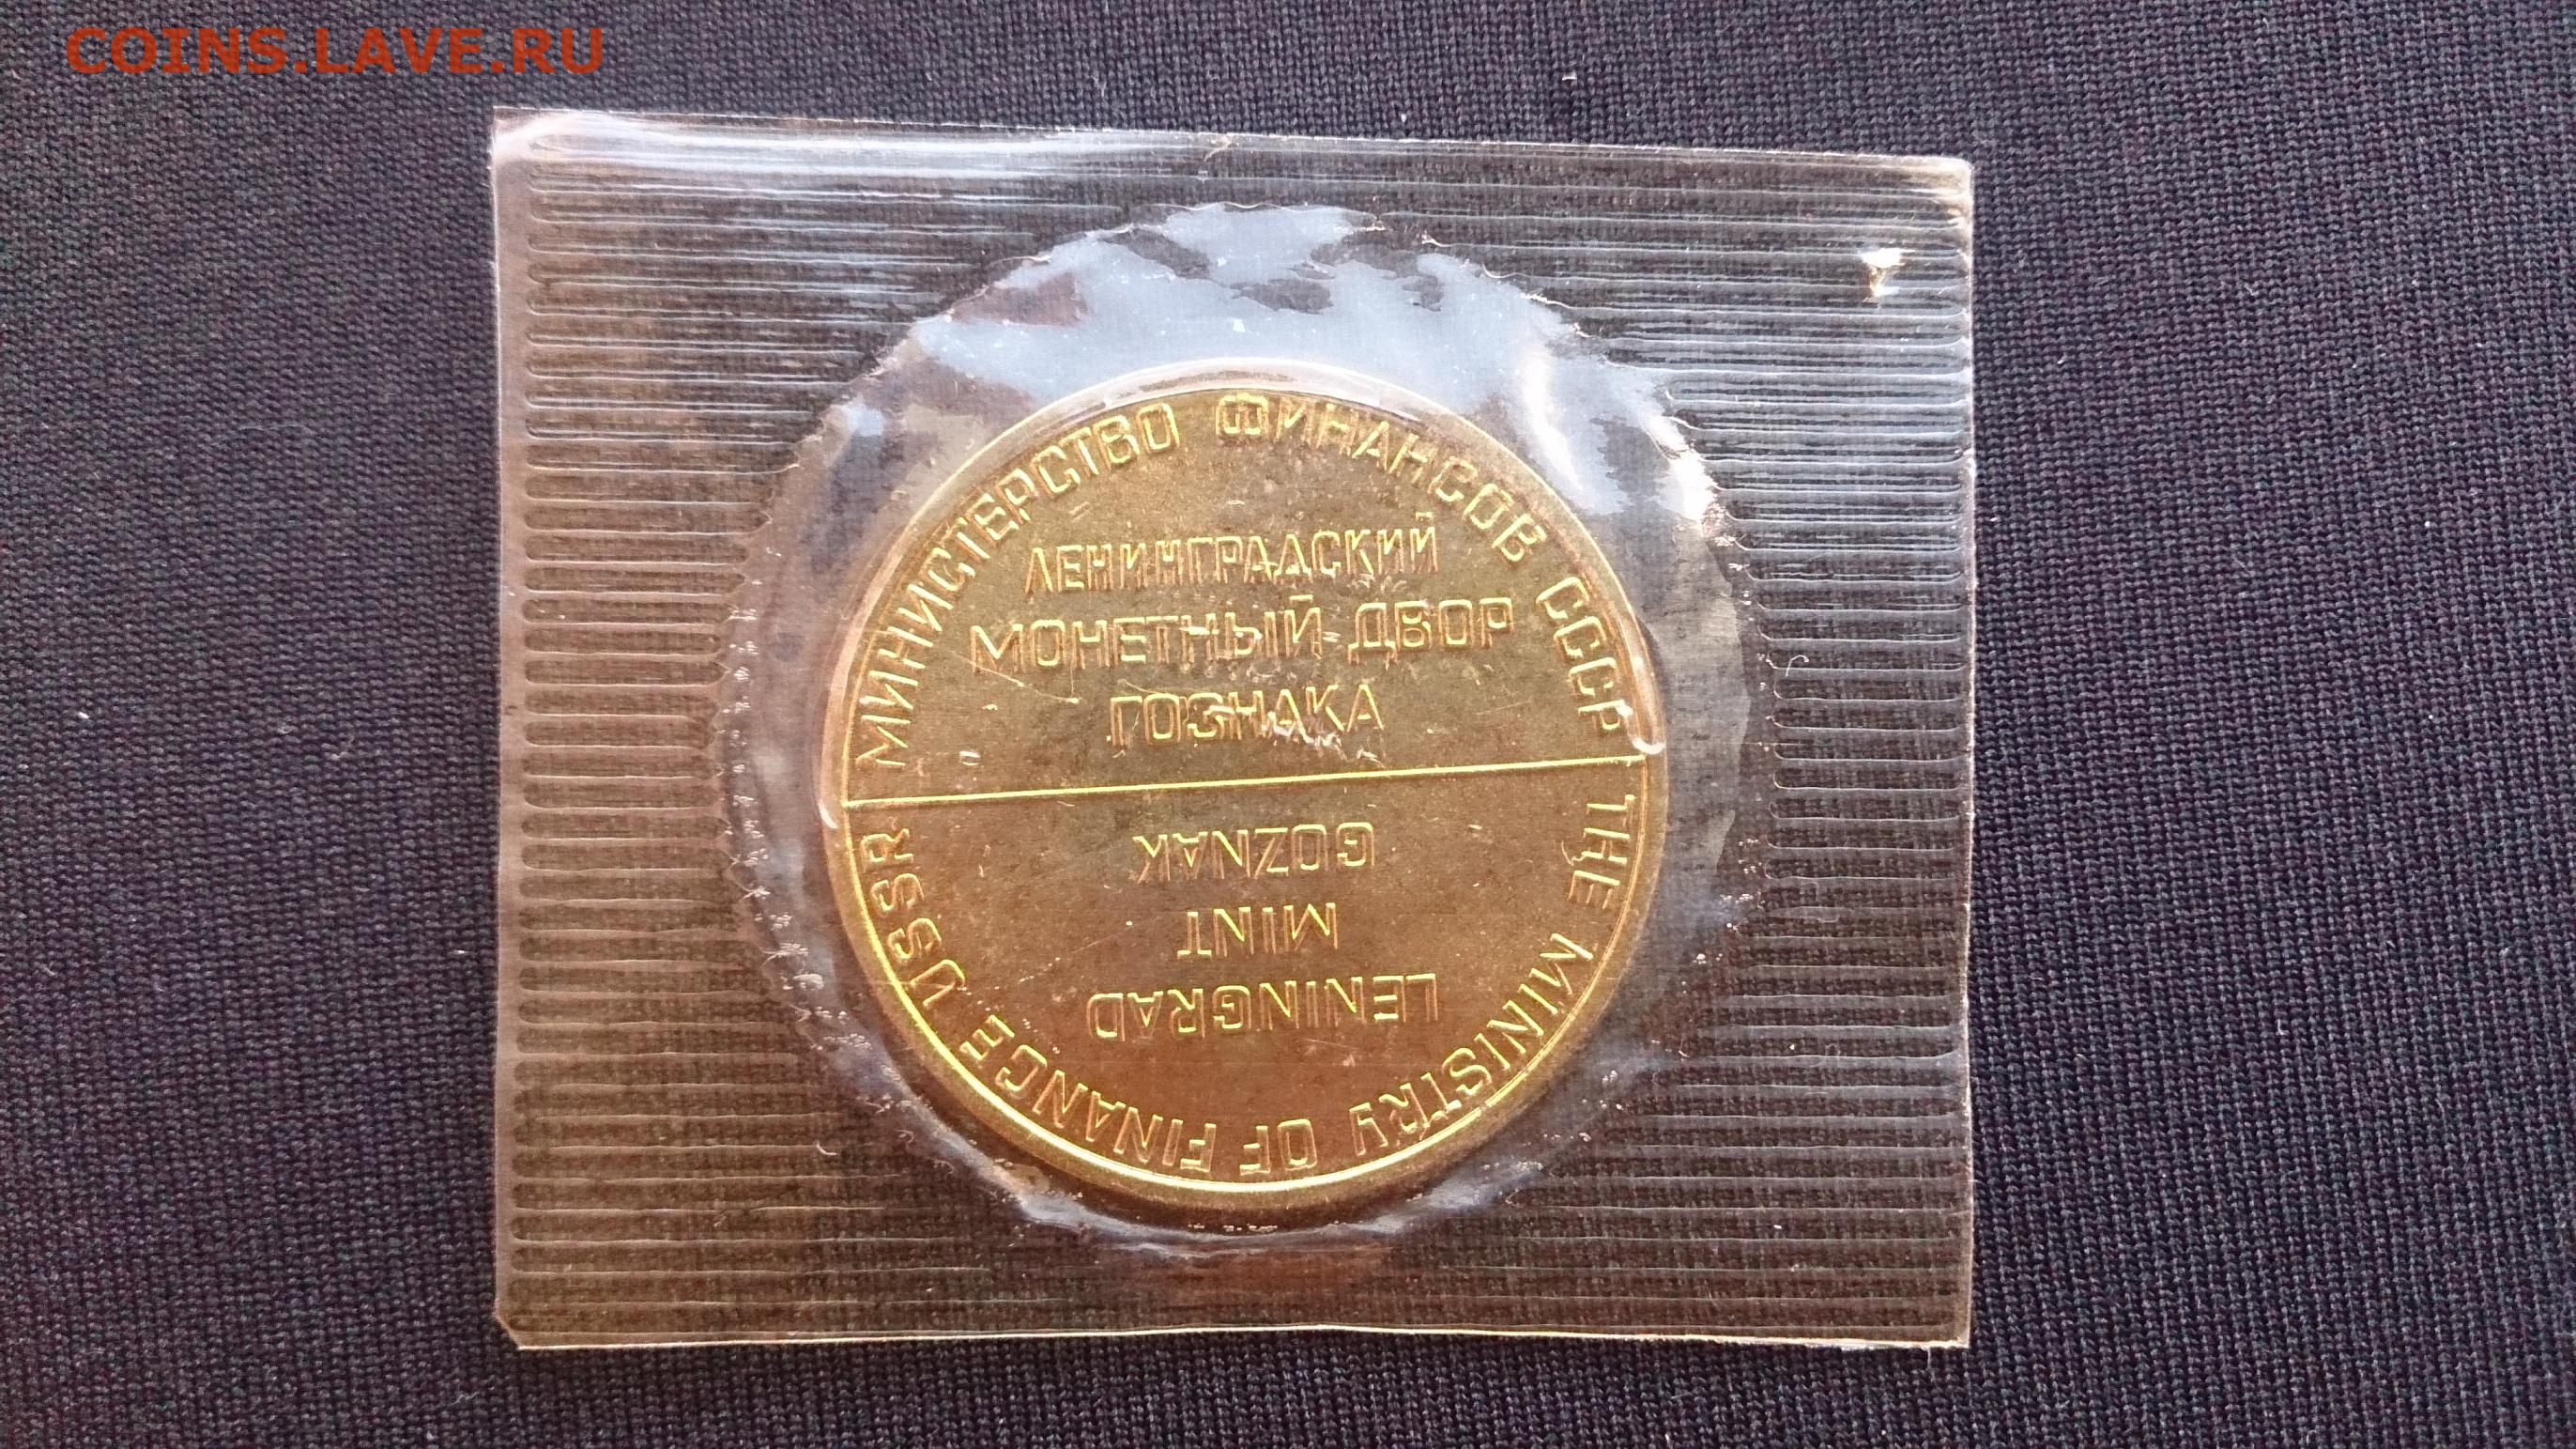 COINS.LAVE.RU
МИНИСТЕРСТВО ФИНАНСОВ СССР
ЛЕНИНГРАДСКИЙ
МОНЕТНЫЙ ДВОР
ГОЗНАКА
THE MINISTRY OF FINANCE USSR
LENINGRAD
MINT
GOZNAK